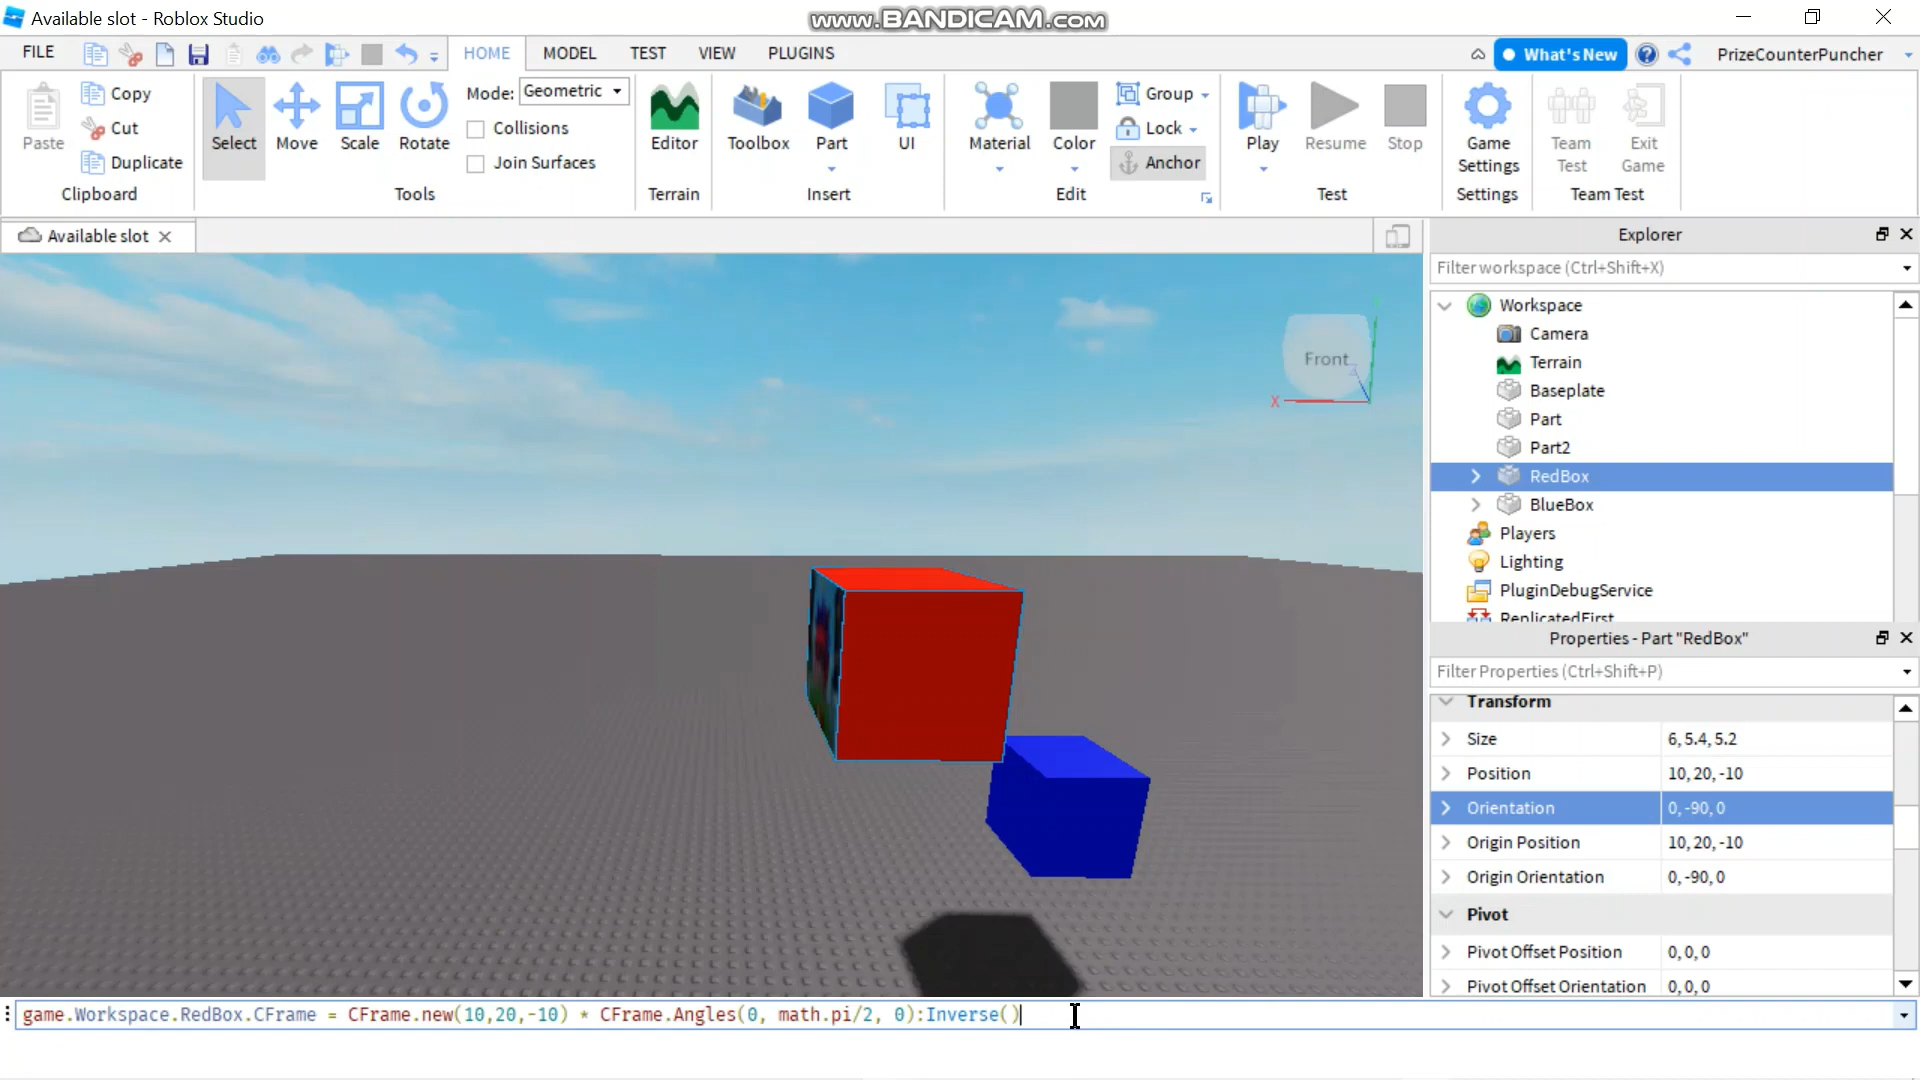 Available slot - Roblox Studio
www.BANDICAM.com
FILE
HOME
MODEL
TEST
VIEW
PLUGINS
What's New
PrizeCounterPuncher
Paste
Copy
Cut
Duplicate
Clipboard
Select
Move
Scale
Rotate
Mode: Geometric
Collisions
Join Surfaces
Tools
Editor
Terrain
Toolbox
Part
UI
Insert
Material
Color
Group
Lock
Anchor
Edit
Play
Resume
Stop
Test
Game Settings
Settings
Team Test
Exit Game
Team Test
Available slot
Front
X
Explorer
Filter workspace (Ctrl+Shift+X)
Workspace
Camera
Terrain
Baseplate
Part
Part2
RedBox
BlueBox
Players
Lighting
PluginDebugService
ReplicatedFirst
Properties - Part "RedBox"
Filter Properties (Ctrl+Shift+P)
Transform
Size 6, 5.4, 5.2
Position 10, 20, -10
Orientation 0, -90, 0
Origin Position 10, 20, -10
Origin Orientation 0, -90, 0
Pivot
Pivot Offset Position 0, 0, 0
Pivot Offset Orientation 0, 0, 0
game.Workspace.RedBox.CFrame = CFrame.new(10,20,-10) * CFrame.Angles(0, math.pi/2, 0):Inverse()